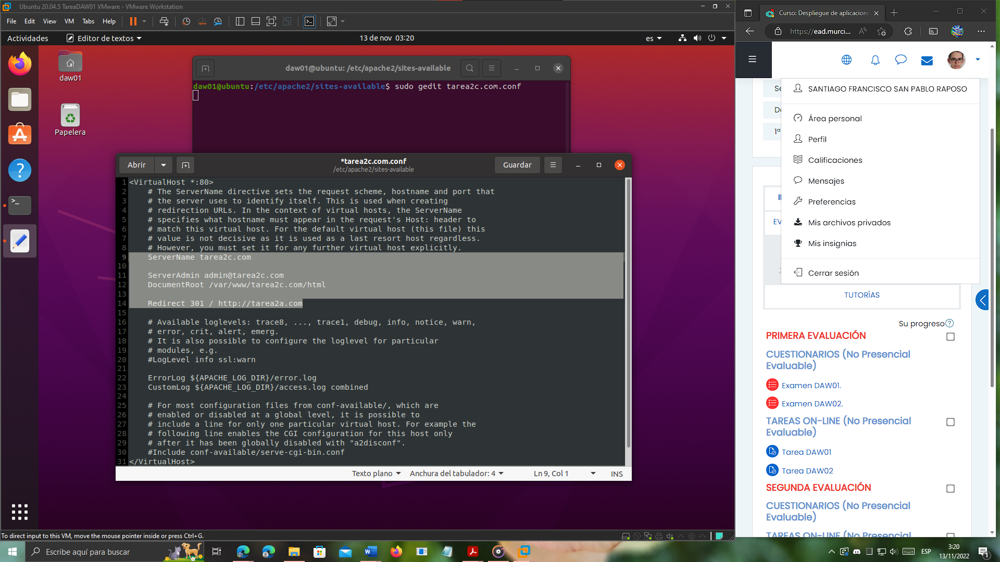 Ubuntu 20.04.5 TareaDAW01 VMware - VMware Workstation
File Edit View VM Tabs Help
Actividades
Editor de textos
13 de nov 03:20
es
daw01
Papelera
daw01@ubuntu: /etc/apache2/sites-available
daw01@ubuntu:/etc/apache2/sites-available$ sudo gedit tarea2c.com.conf
Abrir
*tarea2c.com.conf
/etc/apache2/sites-available
Guardar
1 <VirtualHost *:80>
2 # The ServerName directive sets the request scheme, hostname and port that
3 # the server uses to identify itself. This is used when creating
4 # redirection URLs. In the context of virtual hosts, the ServerName
5 # specifies what hostname must appear in the request's Host: header to
6 # match this virtual host. For the default virtual host (this file) this
7 # value is not decisive as it is used as a last resort host regardless.
8 # However, you must set it for any further virtual host explicitly.
9 ServerName tarea2c.com
10
11 ServerAdmin admin@tarea2c.com
12 DocumentRoot /var/www/tarea2c.com/html
13
14 Redirect 301 / http://tarea2a.com
15
16 # Available loglevels: trace8, ..., trace1, debug, info, notice, warn,
17 # error, crit, alert, emerg.
18 # It is also possible to configure the loglevel for particular
19 # modules, e.g.
20 #LogLevel info ssl:warn
21
22 ErrorLog ${APACHE_LOG_DIR}/error.log
23 CustomLog ${APACHE_LOG_DIR}/access.log combined
24
25 # For most configuration files from conf-available/, which are
26 # enabled or disabled at a global level, it is possible to
27 # include a line for only one particular virtual host. For example the
28 # following line enables the CGI configuration for this host only
29 # after it has been globally disabled with "a2disconf".
30 #Include conf-available/serve-cgi-bin.conf
31 </VirtualHost>
Texto plano
Anchura del tabulador: 4
Ln 9, Col 1
INS
To direct input to this VM, move the mouse pointer inside or press Ctrl+G.
Curso: Despliegue de aplicacion
https://ead.murci...
SANTIAGO FRANCISCO SAN PABLO RAPOSO
Área personal
Perfil
Calificaciones
Mensajes
Preferencias
Mis archivos privados
Mis insignias
Cerrar sesión
TUTORÍAS
Su progreso
PRIMERA EVALUACIÓN
CUESTIONARIOS (No Presencial
Evaluable)
Examen DAW01.
Examen DAW02.
TAREAS ON-LINE (No Presencial
Evaluable)
Tarea DAW01
Tarea DAW02
SEGUNDA EVALUACIÓN
CUESTIONARIOS (No Presencial
Evaluable)
TAREAS ON-LINE (No Presencial
Escribe aquí para buscar
ESP
3:20
13/11/2022
1